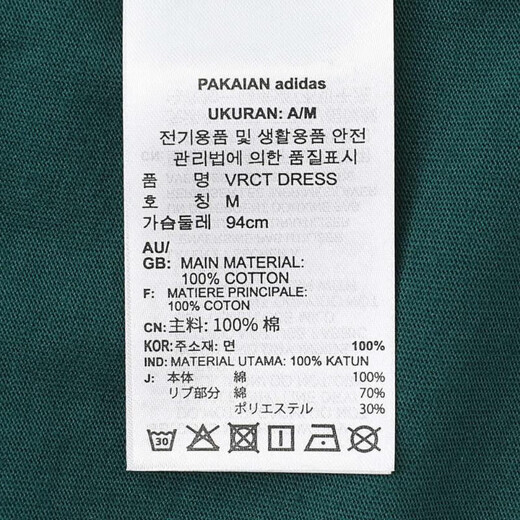 PAKAIAN adidas
UKURAN: A/M
전기용품 및 생활용품 안전
관리법에 의한 품질표시
품 명 VRCT DRESS
호 칭 M
가슴둘레 94cm
AU/
GB: MAIN MATERIAL:
100% COTTON
F: MATIERE PRINCIPALE:
100% COTON
CN: 主料: 100% 棉
KOR: 주소재: 면 100%
IND: MATERIAL UTAMA: 100% KATUN
J: 本体 綿 100%
リブ部分 綿 70%
ポリエステル 30%
30